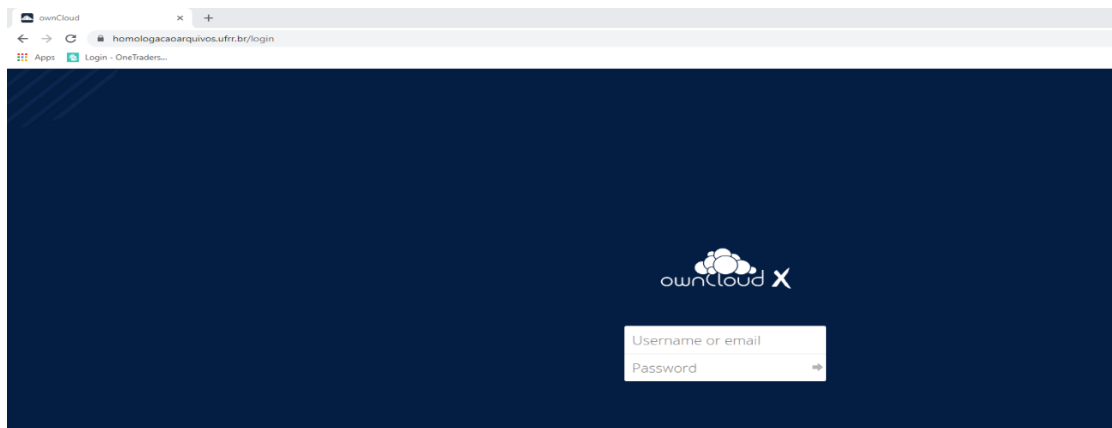 ownCloud
homologacaoarquivos.ufrr.br/login
Apps Login - OneTraders...
ownCloud X
Username or email
Password